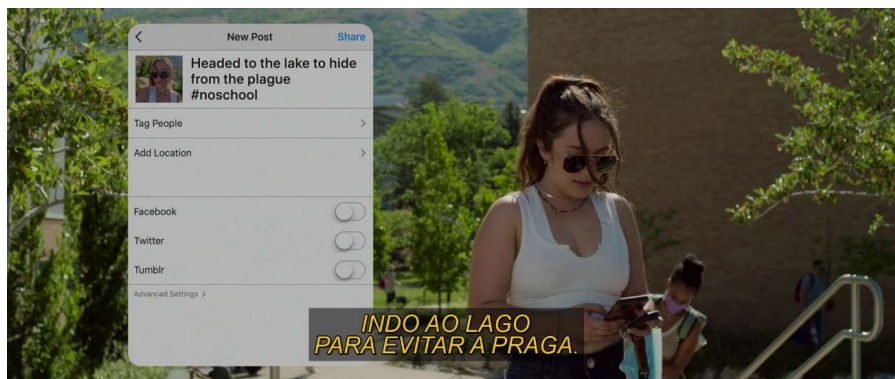 New Post Share
Headed to the lake to hide
from the plague
#noschool
Tag People
Add Location
Facebook
Twitter
Tumblr
Advanced Settings
INDO AO LAGO
PARA EVITAR A PRAGA.